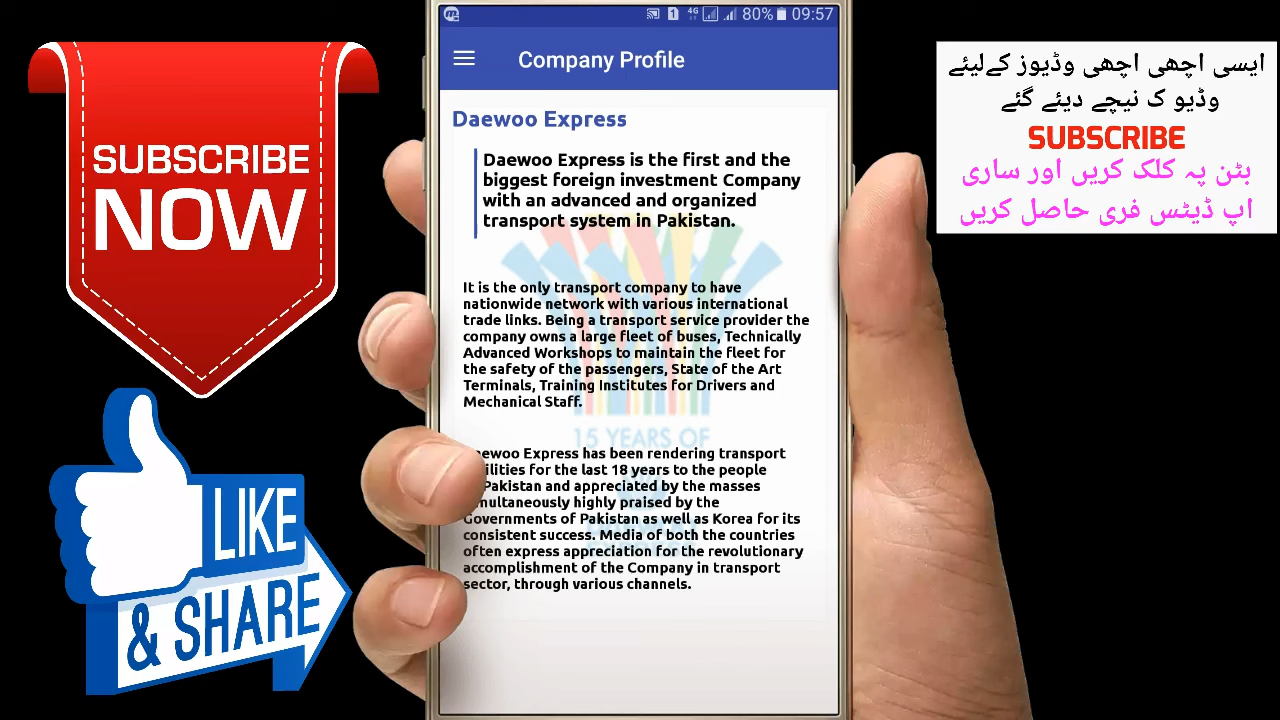 SUBSCRIBE
NOW
LIKE
& SHARE
4G
80%
09:57
Company Profile
Daewoo Express
Daewoo Express is the first and the
biggest foreign investment Company
with an advanced and organized
transport system in Pakistan.
It is the only transport company to have
nationwide network with various international
trade links. Being a transport service provider the
company owns a large fleet of buses, Technically
Advanced Workshops to maintain the fleet for
the safety of the passengers, State of the Art
Terminals, Training Institutes for Drivers and
Mechanical Staff.
15 YEARS OF
Express has been rendering transport
for the last 18 years to the people
Pakistan and appreciated by the masses
highly praised by the
Governments of Pakistan as well as Korea for its
consistent success. Media of both the countries
often express appreciation for the revolutionary
accomplishment of the Company in transport
sector, through various channels.
ایسی اچھی اچھی وڈیوز کےلیئے
وڈیو ک نیچے دیئے گئے
SUBSCRIBE
بٹن پہ کلک کریں اور ساری
اپ ڈیٹس فری حاصل کریں